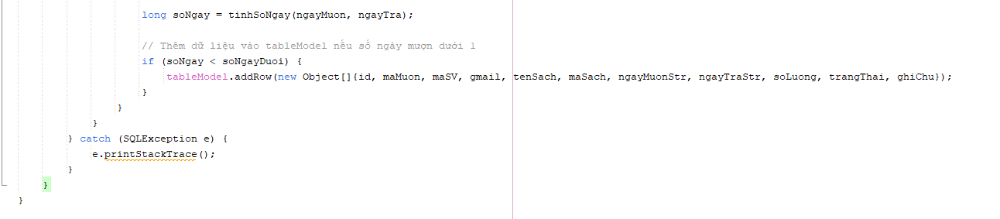 long soNgay = tinhSoNgay(ngayMuon, ngayTra);
// Thêm dữ liệu vào tableModel nếu số ngày mượn dưới 1
if (soNgay < soNgayDuoi) {
tableModel.addRow(new Object[]{id, maMuon, maSV, gmail, tenSach, maSach, ngayMuonStr, ngayTraStr, soLuong, trangThai, ghiChu});
}
}
}
} catch (SQLException e) {
e.printStackTrace();
}
}
}